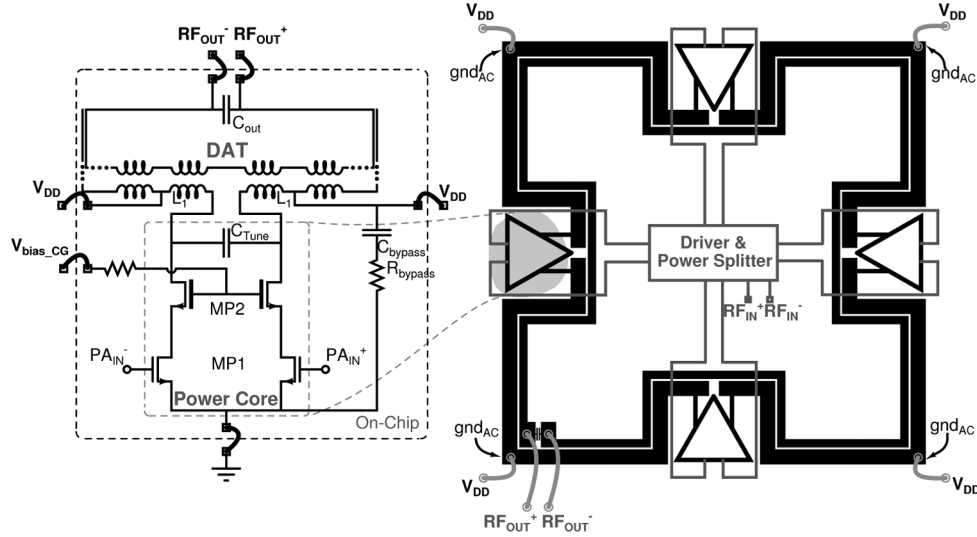 RFOUT- RFOUT+
Cout
DAT
VDD
VDD
L1
L1
CTune
Cbypass
Rbypass
Vbias_CG
MP2
PAIN-
MP1
PAIN+
Power Core
On-Chip
VDD
VDD
gndAC
gndAC
Driver &
Power Splitter
RFIN+ RFIN-
gndAC
gndAC
VDD
VDD
RFOUT+ RFOUT-